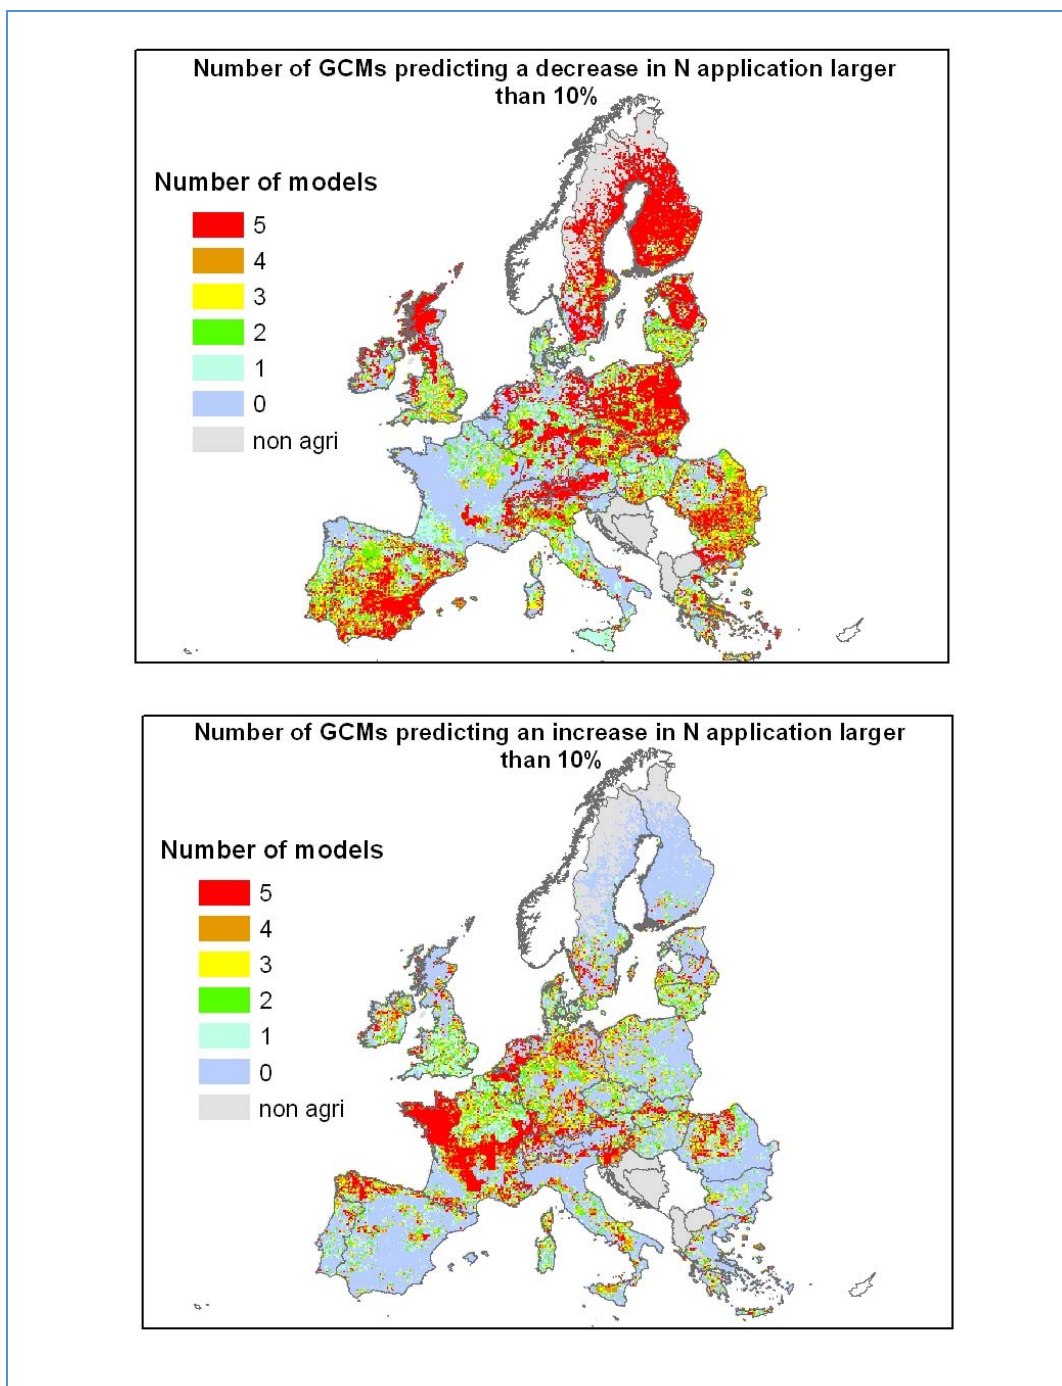 Number of GCMs predicting a decrease in N application larger
than 10%
Number of models
5
4
3
2
1
0
non agri
Number of GCMs predicting an increase in N application larger
than 10%
Number of models
5
4
3
2
1
0
non agri